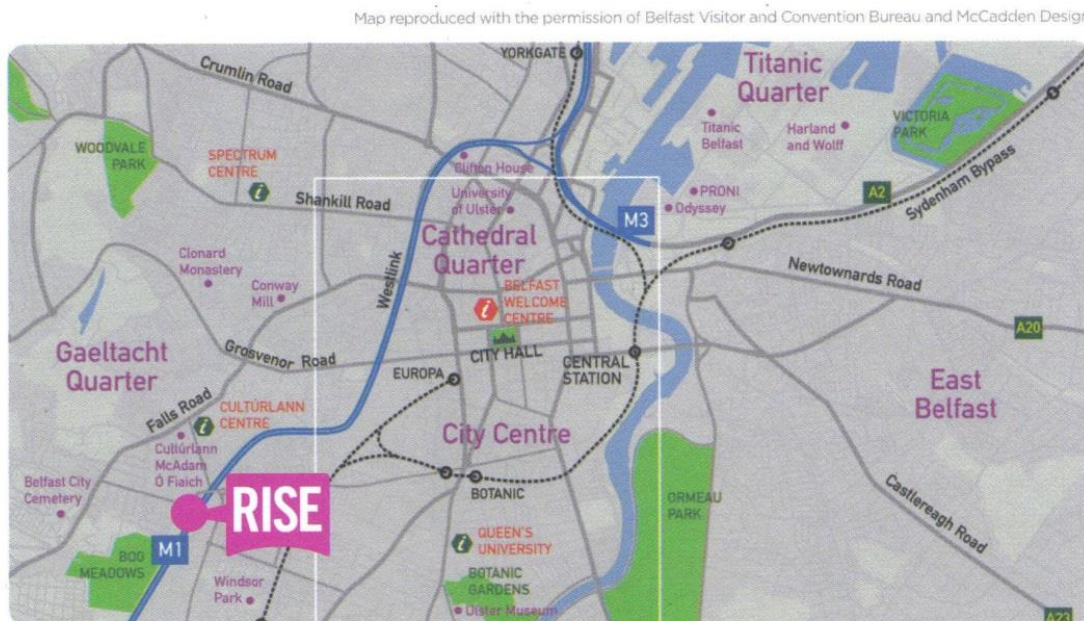 Map reproduced with the permission of Belfast Visitor and Convention Bureau and McCadden Design
YORKGATE
Crumlin Road
Titanic
Quarter
Titanic
Belfast
Harland
and Wolff
VICTORIA
PARK
WOODVALE
PARK
SPECTRUM
CENTRE
i
Clifton House
University
of Ulster
PRONI
Odyssey
A2
Sydenham Bypass
Shankill Road
M3
Cathedral
Quarter
Clonard
Monastery
Conway
Mill
Westlink
BELFAST
WELCOME
CENTRE
i
Newtownards Road
A20
Gaeltacht
Quarter
Grosvenor Road
CITY HALL
EUROPA
CENTRAL
STATION
East
Belfast
Falls Road
i
CULTÚRLANN
CENTRE
City Centre
Cultúrlann
McAdam
Ó Fiaich
Belfast City
Cemetery
RISE
BOTANIC
ORMEAU
PARK
Castlereagh Road
M1
BOG
MEADOWS
i
QUEEN'S
UNIVERSITY
Windsor
Park
BOTANIC
GARDENS
Ulster Museum
A23